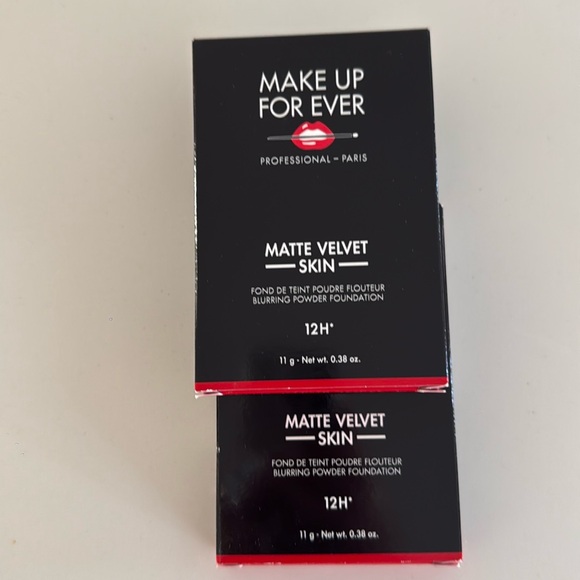 MAKE UP
FOR EVER
PROFESSIONAL – PARIS
MATTE VELVET
SKIN
FOND DE TEINT POUDRE FLOUTEUR
BLURRING POWDER FOUNDATION
12H*
11 g - Net wt. 0.38 oz.
MATTE VELVET
SKIN
FOND DE TEINT POUDRE FLOUTEUR
BLURRING POWDER FOUNDATION
12H*
11 g - Net wt. 0.38 oz.